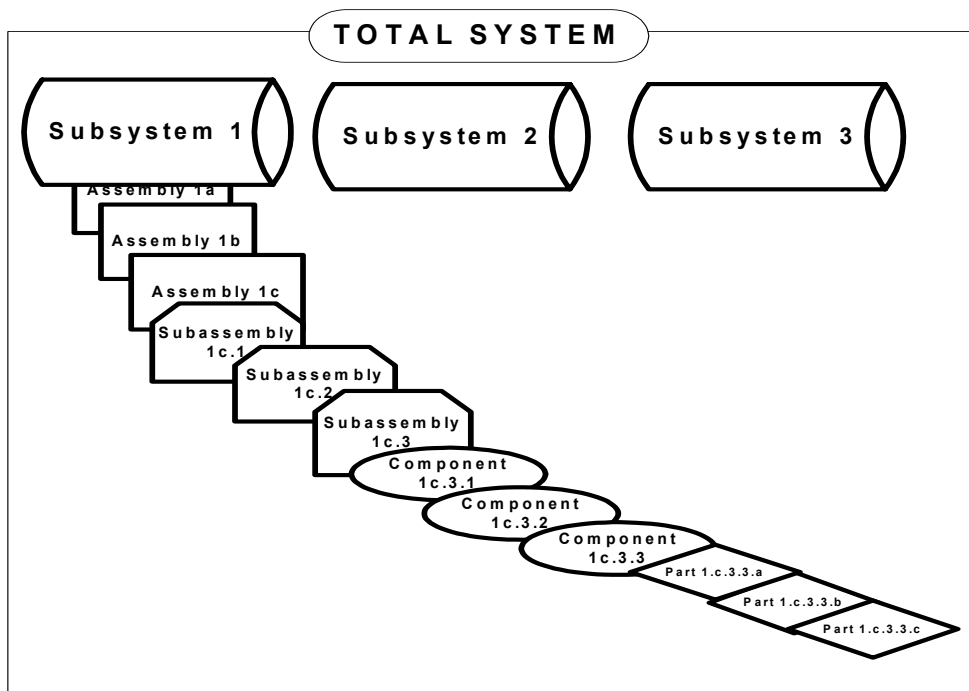 TOTAL SYSTEM
Subsystem 1
Subsystem 2
Subsystem 3
Assembly 1a
Assembly 1b
Assembly 1c
Subassembly
1c.1
Subassembly
1c.2
Subassembly
1c.3
Component
1c.3.1
Component
1c.3.2
Component
1c.3.3
Part 1.c.3.3.a
Part 1.c.3.3.b
Part 1.c.3.3.c